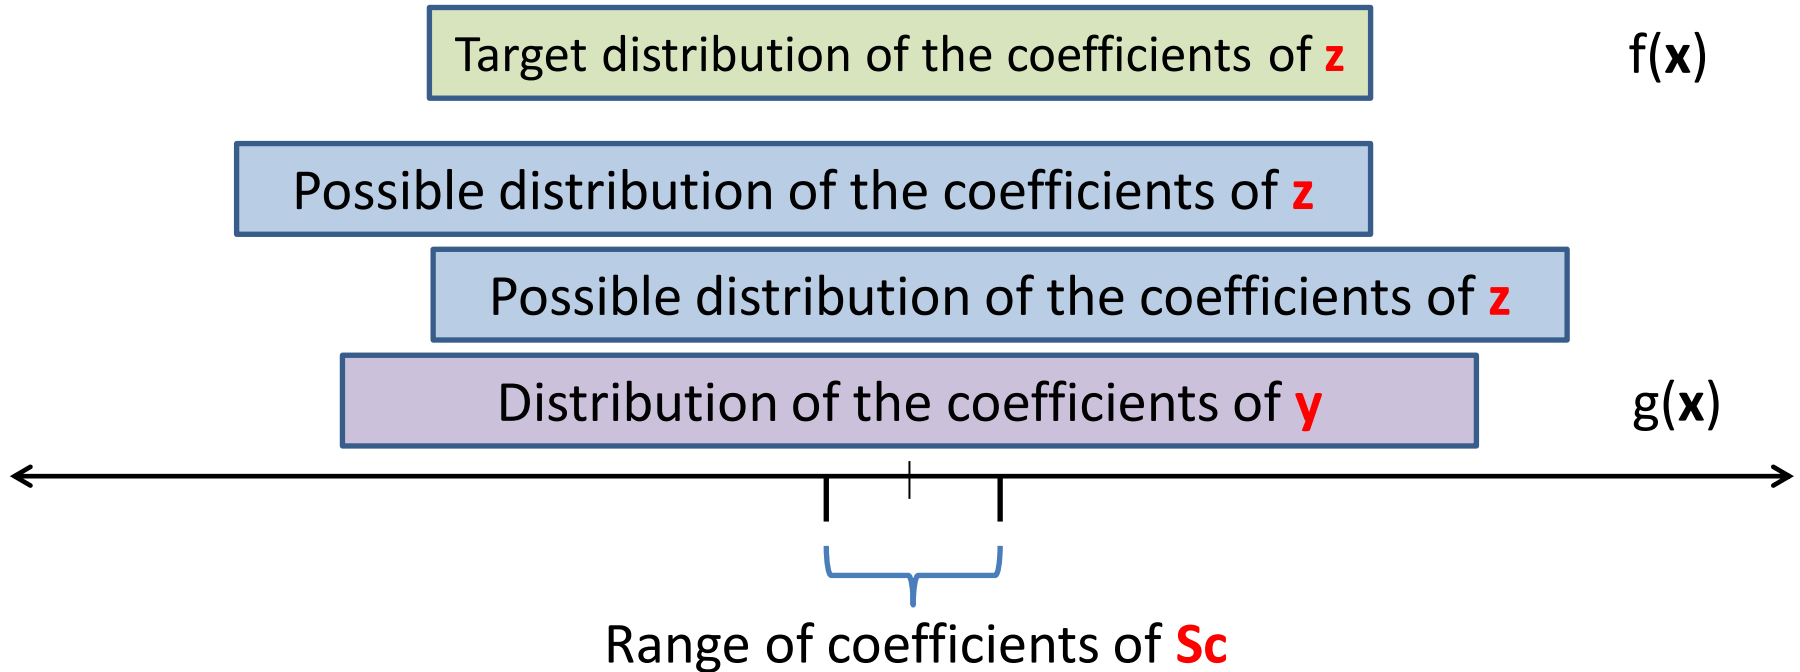 Target distribution of the coefficients of z
f(x)
Possible distribution of the coefficients of z
Possible distribution of the coefficients of z
Distribution of the coefficients of y
g(x)
Range of coefficients of Sc